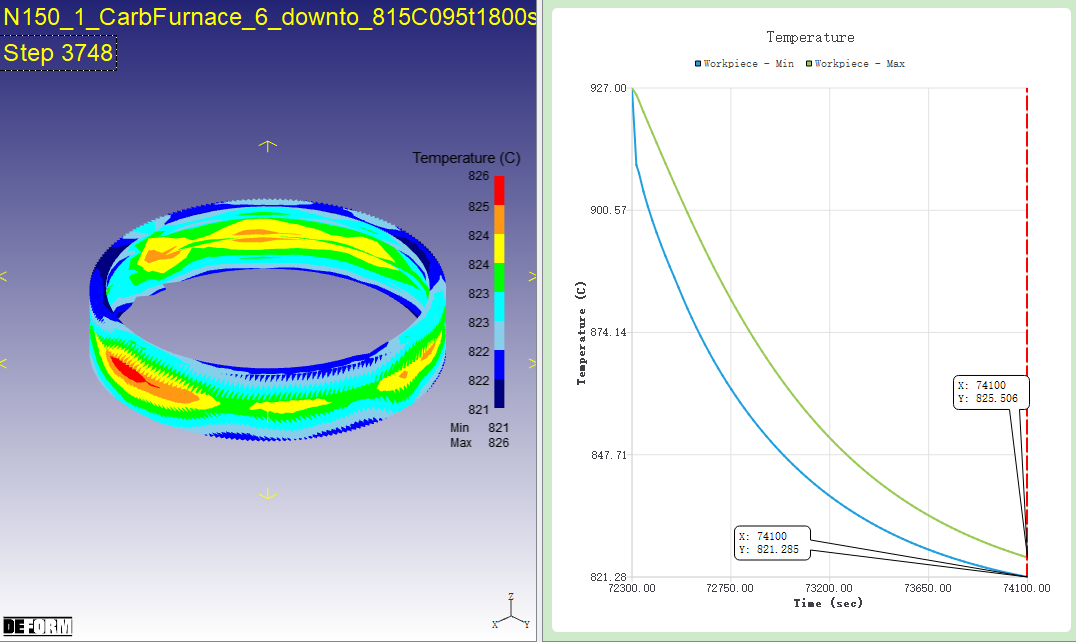 N150_1_CarbFurnace_6_downto_815C095t1800s
Step 3748
Temperature (C)
826
825
824
824
823
823
822
822
821
Min 821
Max 826
DEFORM
Z
X
Y
Temperature
Workpiece - Min
Workpiece - Max
927.00
900.57
874.14
847.71
821.28
Temperature (C)
X: 74100
Y: 825.506
X: 74100
Y: 821.285
72300.00
72750.00
73200.00
73650.00
74100.00
Time (sec)